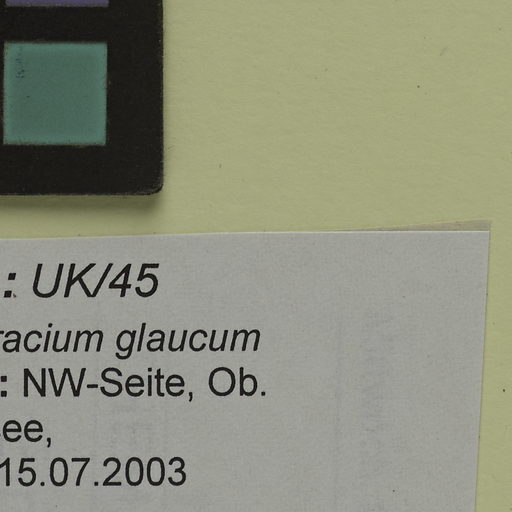 : UK/45
racium glaucum
: NW-Seite, Ob.
ee,
15.07.2003